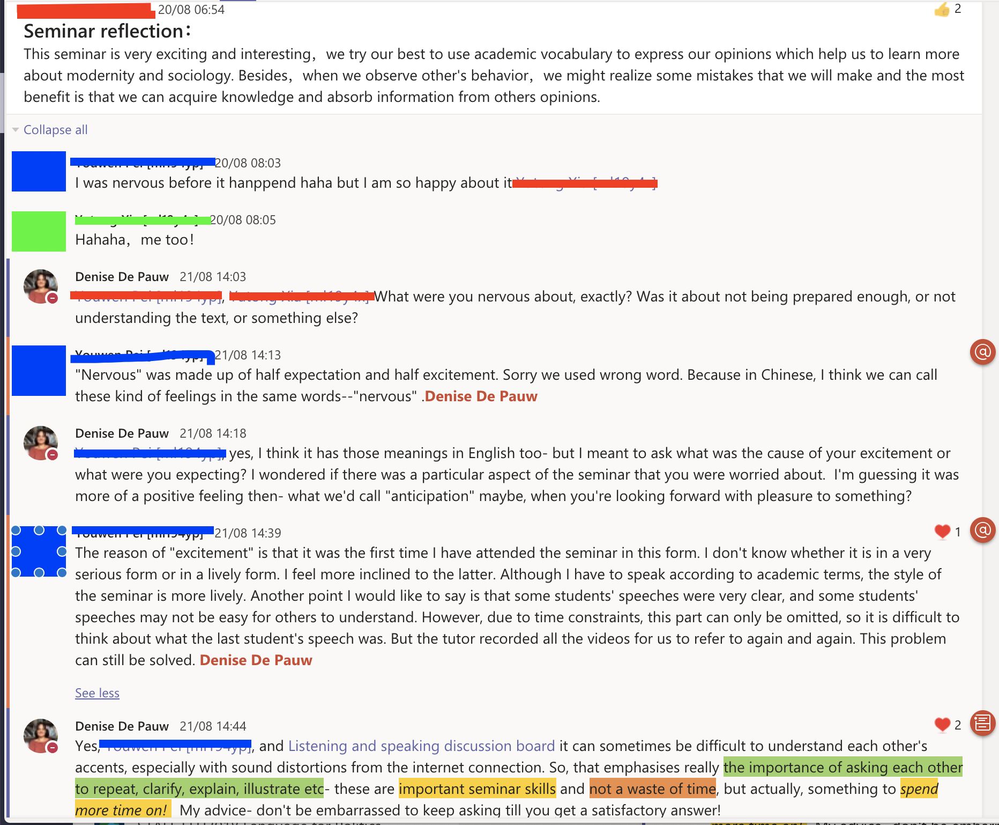 20/08 06:54
2
Seminar reflection：
This seminar is very exciting and interesting， we try our best to use academic vocabulary to express our opinions which help us to learn more
about modernity and sociology. Besides， when we observe other's behavior， we might realize some mistakes that we will make and the most
benefit is that we can acquire knowledge and absorb information from others opinions.
Collapse all
20/08 08:03
I was nervous before it hanppend haha but I am so happy about it
20/08 08:05
Hahaha， me too！
Denise De Pauw 21/08 14:03
, What were you nervous about, exactly? Was it about not being prepared enough, or not
understanding the text, or something else?
21/08 14:13
"Nervous" was made up of half expectation and half excitement. Sorry we used wrong word. Because in Chinese, I think we can call
these kind of feelings in the same words--"nervous" .Denise De Pauw
Denise De Pauw 21/08 14:18
, yes, I think it has those meanings in English too- but I meant to ask what was the cause of your excitement or
what were you expecting? I wondered if there was a particular aspect of the seminar that you were worried about. I'm guessing it was
more of a positive feeling then- what we'd call "anticipation" maybe, when you're looking forward with pleasure to something?
21/08 14:39
1
The reason of "excitement" is that it was the first time I have attended the seminar in this form. I don't know whether it is in a very
serious form or in a lively form. I feel more inclined to the latter. Although I have to speak according to academic terms, the style of
the seminar is more lively. Another point I would like to say is that some students' speeches were very clear, and some students'
speeches may not be easy for others to understand. However, due to time constraints, this part can only be omitted, so it is difficult to
think about what the last student's speech was. But the tutor recorded all the videos for us to refer to again and again. This problem
can still be solved. Denise De Pauw
See less
Denise De Pauw 21/08 14:44
2
Yes, , and Listening and speaking discussion board it can sometimes be difficult to understand each other's
accents, especially with sound distortions from the internet connection. So, that emphasises really the importance of asking each other
to repeat, clarify, explain, illustrate etc- these are important seminar skills and not a waste of time, but actually, something to spend
more time on! My advice- don't be embarrassed to keep asking till you get a satisfactory answer!